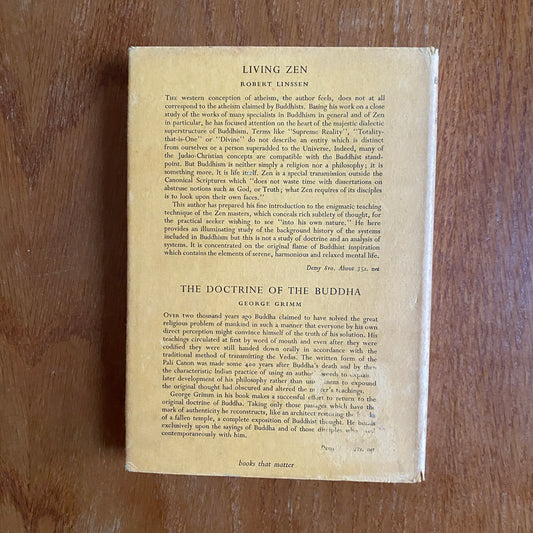 LIVING ZEN
ROBERT LINSSEN
THE western conception of atheism, the author feels, does not at all
correspond to the atheism claimed by Buddhists. Basing his work on a close
study of the works of many specialists in Buddhism in general and of Zen
in particular, he has focused attention on the heart of the majestic dialectic
superstructure of Buddhism. Terms like "Supreme Reality", "Totality-
that-is-One" or "Divine" do not describe an entity which is distinct
from ourselves or a person superadded to the Universe. Indeed, many of
the Judao-Christian concepts are compatible with the Buddhist stand-
point. But Buddhism is neither simply a religion nor a philosophy; it is
something more. It is life itself. Zen is a special transmission outside the
Canonical Scriptures which "does not waste time with dissertations on
abstruse notions such as God, or Truth; what Zen requires of its disciples
is to look upon their own faces."
This author has prepared his fine introduction to the enigmatic teaching
technique of the Zen masters, which conceals rich subtlety of thought, for
the practical seeker wishing to see "into his own nature." He here
provides an illuminating study of the background history of the systems
included in Buddhism but this is not a study of doctrine and an analysis of
systems. It is concentrated on the original flame of Buddhist inspiration
which contains the elements of serene, harmonious and relaxed mental life.
Demy 8vo. About 35s. net
THE DOCTRINE OF THE BUDDHA
GEORGE GRIMM
OVER two thousand years ago Buddha claimed to have solved the great
religious problem of mankind in such a manner that everyone by his own
direct perception might convince himself of the truth of his solution. His
teachings circulated at first by word of mouth and even after they were
codified they were still handed down orally in accordance with the
traditional method of transmitting the Vedas. The written form of the
Pali Canon was made some 400 years after Buddha's death and by then
the characteristic Indian practice of using an author's words to explain
later development of his philosophy rather than using them to expound
the original thought had obscured and altered the teachings.
George Grimm in his book makes a successful effort to return to the
original doctrine of Buddha. Taking only those passages which have the
mark of authenticity he reconstructs, like an architect restoring the
of a fallen temple, a complete exposition of Buddhist thought. He
exclusively upon the sayings of Buddha and of those disciples
contemporaneously with him.
Demy net
books that matter